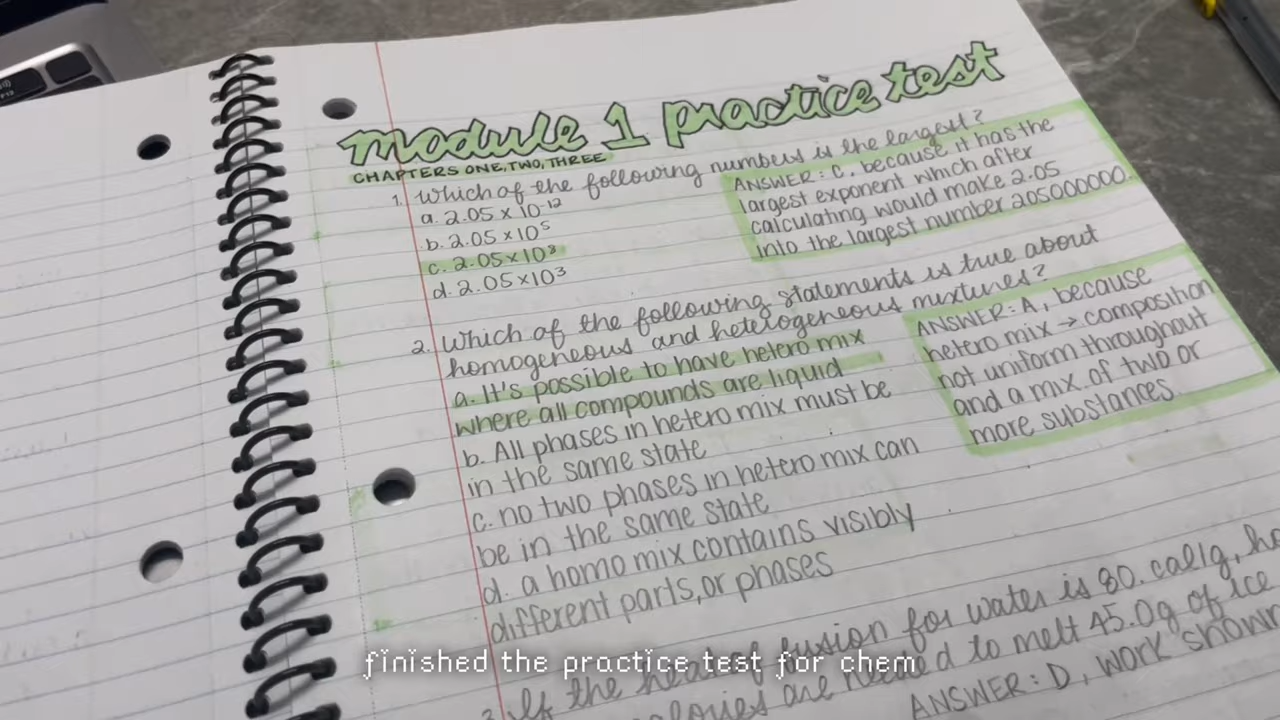 module 1 practice test
CHAPTERS ONE, TWO, THREE
1. Which of the following numbers is the largest?
a. 2.05 x 10⁻¹²
b. 2.05 x 10⁵
c. 2.05 x 10⁸
d. 2.05 x 10³
ANSWER: C, because it has the
largest exponent which after
calculating would make 2.05
into the largest number 205000000.
2. Which of the following statements is true about
homogeneous and heterogeneous mixtures?
a. It's possible to have hetero mix
where all compounds are liquid
b. All phases in hetero mix must be
in the same state
c. no two phases in hetero mix can
be in the same state
d. a homo mix contains visibly
different parts, or phases
ANSWER: A, because
hetero mix → composition
not uniform throughout
and a mix of two or
more substances.
3. If the heat of fusion for water is 80. cal/g,
calories are needed to melt 45.0g of ice
ANSWER: D, work shown
finished the practice test for chem